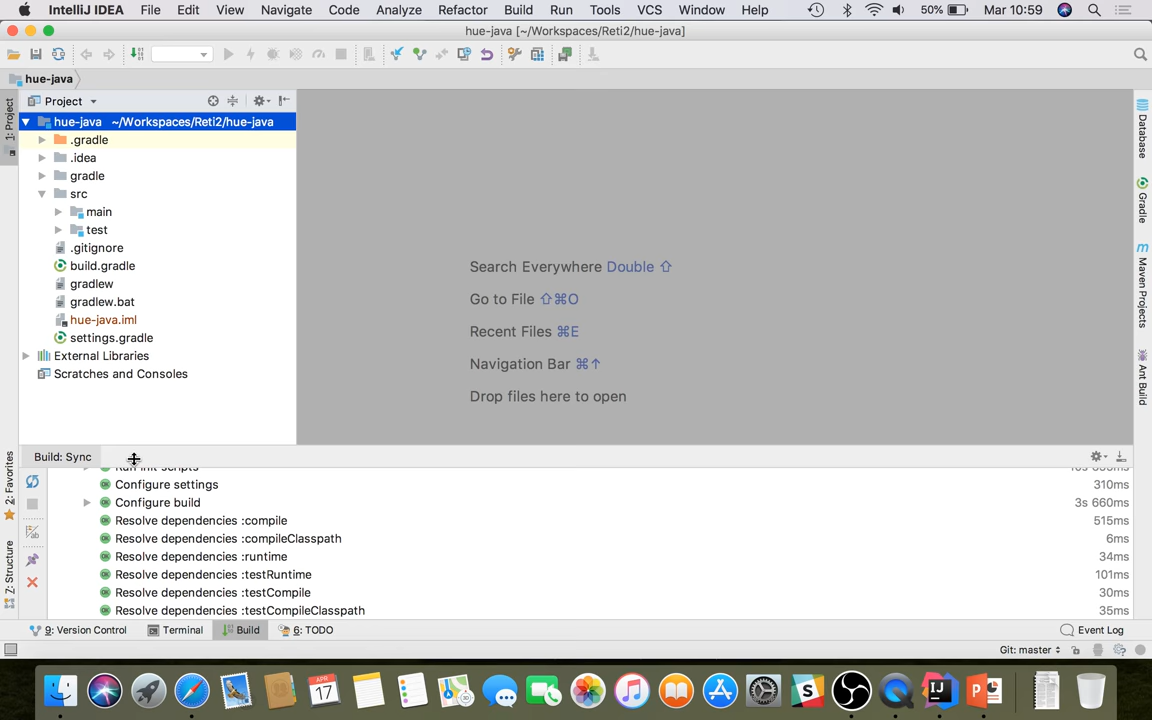 IntelliJ IDEA File Edit View Navigate Code Analyze Refactor Build Run Tools VCS Window Help 50% Mar 10:59
hue-java [~/Workspaces/Reti2/hue-java]
hue-java
Project
hue-java ~/Workspaces/Reti2/hue-java
.gradle
.idea
gradle
src
main
test
.gitignore
build.gradle
gradlew
gradlew.bat
hue-java.iml
settings.gradle
External Libraries
Scratches and Consoles
1: Project
2: Favorites
Z: Structure
Search Everywhere Double ⇧
Go to File ⇧⌘O
Recent Files ⌘E
Navigation Bar ⌘↑
Drop files here to open
Database
Gradle
Maven Projects
Ant Build
Build: Sync
Run init scripts
Configure settings 310ms
Configure build 3s 660ms
Resolve dependencies :compile 515ms
Resolve dependencies :compileClasspath 6ms
Resolve dependencies :runtime 34ms
Resolve dependencies :testRuntime 101ms
Resolve dependencies :testCompile 30ms
Resolve dependencies :testCompileClasspath 35ms
9: Version Control Terminal Build 6: TODO Event Log
Git: master
APR
17